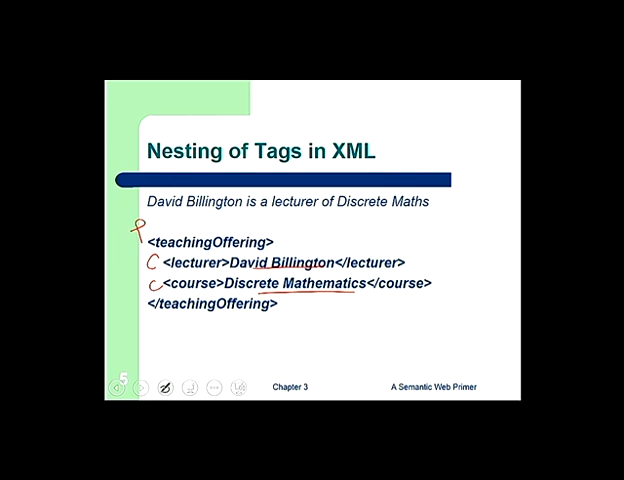 Nesting of Tags in XML
David Billington is a lecturer of Discrete Maths
P
<teachingOffering>
C <lecturer>David Billington</lecturer>
C <course>Discrete Mathematics</course>
</teachingOffering>
5
Chapter 3
A Semantic Web Primer